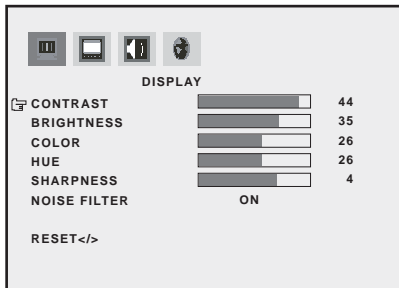 DISPLAY
CONTRAST 44
BRIGHTNESS 35
COLOR 26
HUE 26
SHARPNESS 4
NOISE FILTER ON
RESET</>